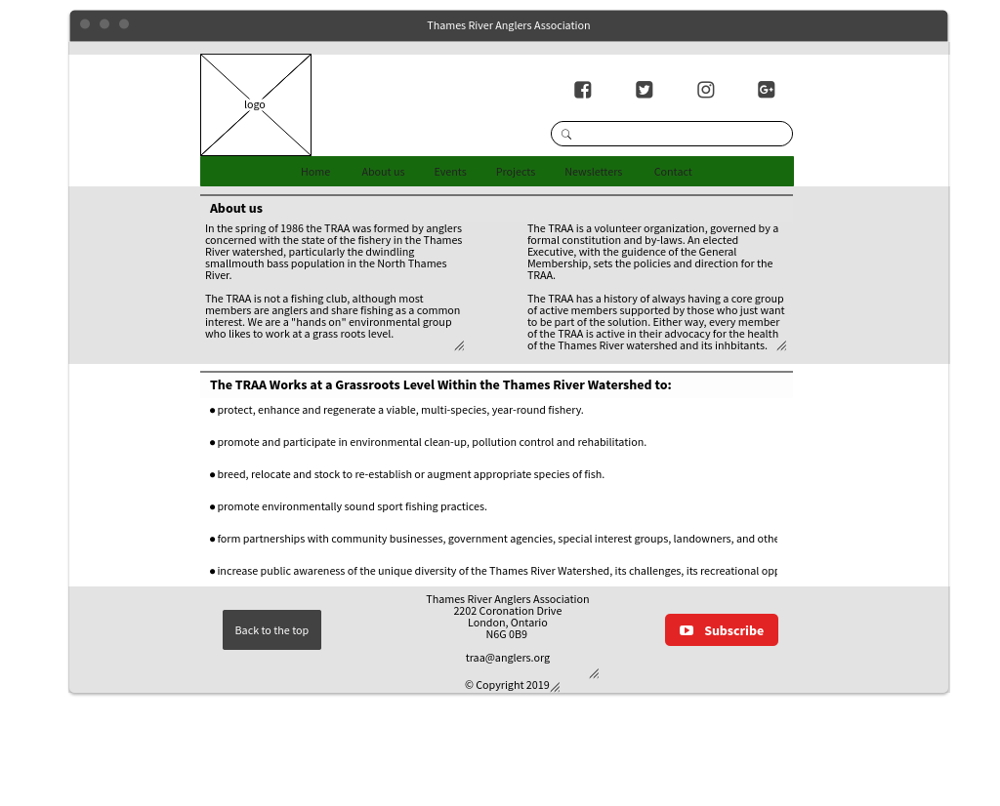 Thames River Anglers Association
logo
Home About us Events Projects Newsletters Contact
About us
In the spring of 1986 the TRAA was formed by anglers
concerned with the state of the fishery in the Thames
River watershed, particularly the dwindling
smallmouth bass population in the North Thames
River.
The TRAA is not a fishing club, although most
members are anglers and share fishing as a common
interest. We are a "hands on" environmental group
who likes to work at a grass roots level.
The TRAA is a volunteer organization, governed by a
formal constitution and by-laws. An elected
Executive, with the guidence of the General
Membership, sets the policies and direction for the
TRAA.
The TRAA has a history of always having a core group
of active members supported by those who just want
to be part of the solution. Either way, every member
of the TRAA is active in their advocacy for the health
of the Thames River watershed and its inhbitants.
The TRAA Works at a Grassroots Level Within the Thames River Watershed to:
● protect, enhance and regenerate a viable, multi-species, year-round fishery.
● promote and participate in environmental clean-up, pollution control and rehabilitation.
● breed, relocate and stock to re-establish or augment appropriate species of fish.
● promote environmentally sound sport fishing practices.
● form partnerships with community businesses, government agencies, special interest groups, landowners, and othe
● increase public awareness of the unique diversity of the Thames River Watershed, its challenges, its recreational opp
Back to the top
Thames River Anglers Association
2202 Coronation Drive
London, Ontario
N6G 0B9
traa@anglers.org
© Copyright 2019
Subscribe